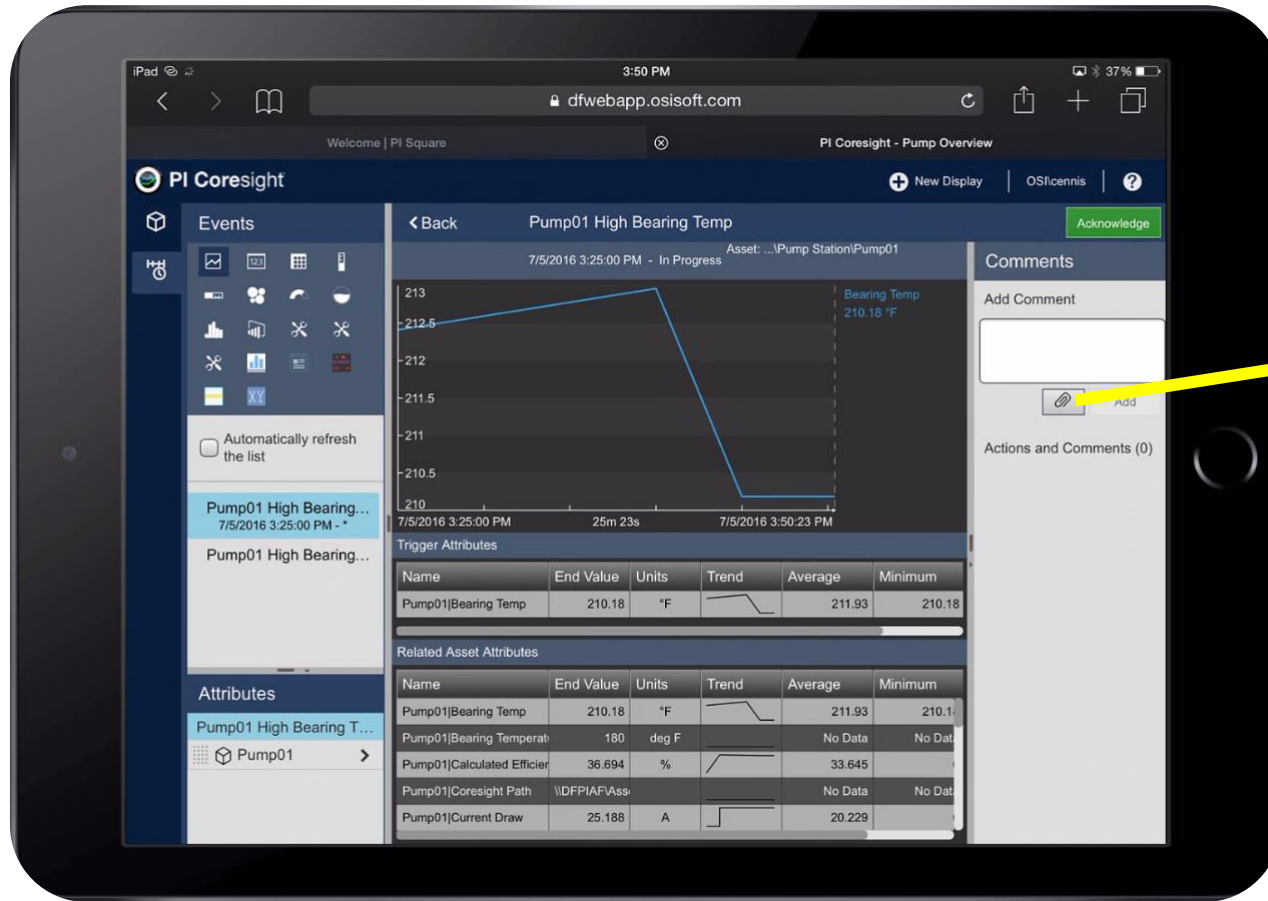 iPad 3:50 PM 37%
dfwebapp.osisoft.com
Welcome | PI Square PI Coresight - Pump Overview
PI Coresight New Display OSI\cennis ?
Events
123
XY
Automatically refresh
the list
Pump01 High Bearing...
7/5/2016 3:25:00 PM - *
Pump01 High Bearing...
Attributes
Pump01 High Bearing T...
Pump01
Back Pump01 High Bearing Temp Acknowledge
7/5/2016 3:25:00 PM - In Progress Asset: ...\Pump Station\Pump01
213
212.5
212
211.5
211
210.5
210
Bearing Temp
210.18 °F
7/5/2016 3:25:00 PM 25m 23s 7/5/2016 3:50:23 PM
Trigger Attributes
Name End Value Units Trend Average Minimum
Pump01|Bearing Temp 210.18 °F 211.93 210.18
Related Asset Attributes
Name End Value Units Trend Average Minimum
Pump01|Bearing Temp 210.18 °F 211.93 210.1
Pump01|Bearing Temperat 180 deg F No Data No Dat
Pump01|Calculated Efficier 36.694 % 33.645
Pump01|Coresight Path \\DFPIAF\Ass No Data No Dat
Pump01|Current Draw 25.188 A 20.229
Comments
Add Comment
Add
Actions and Comments (0)